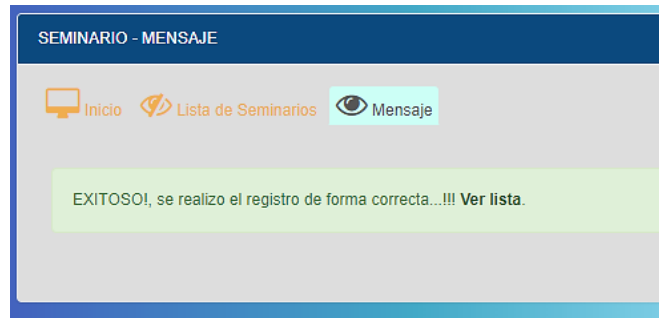 SEMINARIO - MENSAJE
Inicio Lista de Seminarios Mensaje
EXITOSO!, se realizo el registro de forma correcta...!!! Ver lista.